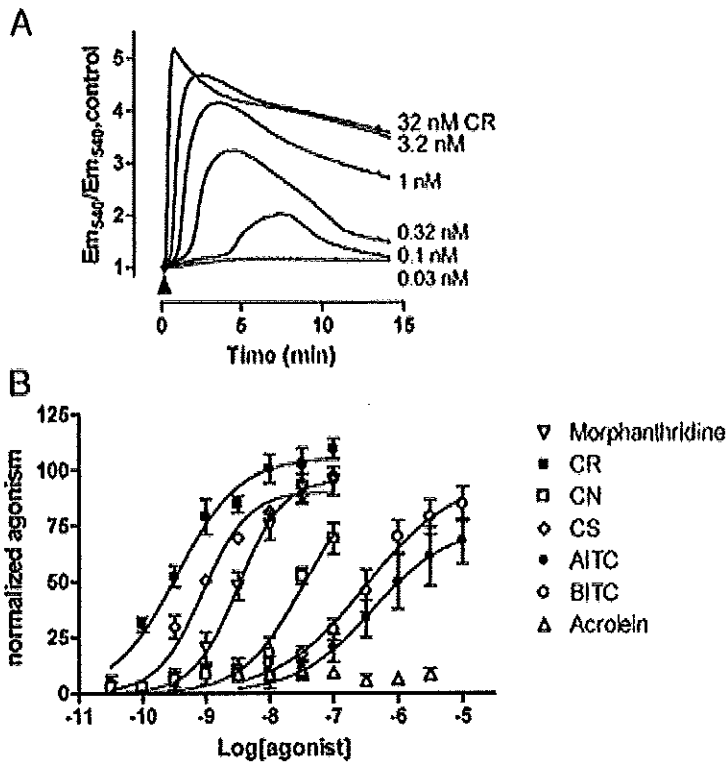 A
Em540/Em540,control
5
4
3
2
1
32 nM CR
3.2 nM
1 nM
0.32 nM
0.1 nM
0.03 nM
0
5
10
15
Time (min)
B
normalized agonism
125
100
75
50
25
0
-11
-10
-9
-8
-7
-6
-5
Log[agonist]
Morphanthridine
CR
CN
CS
AITC
BITC
Acrolein